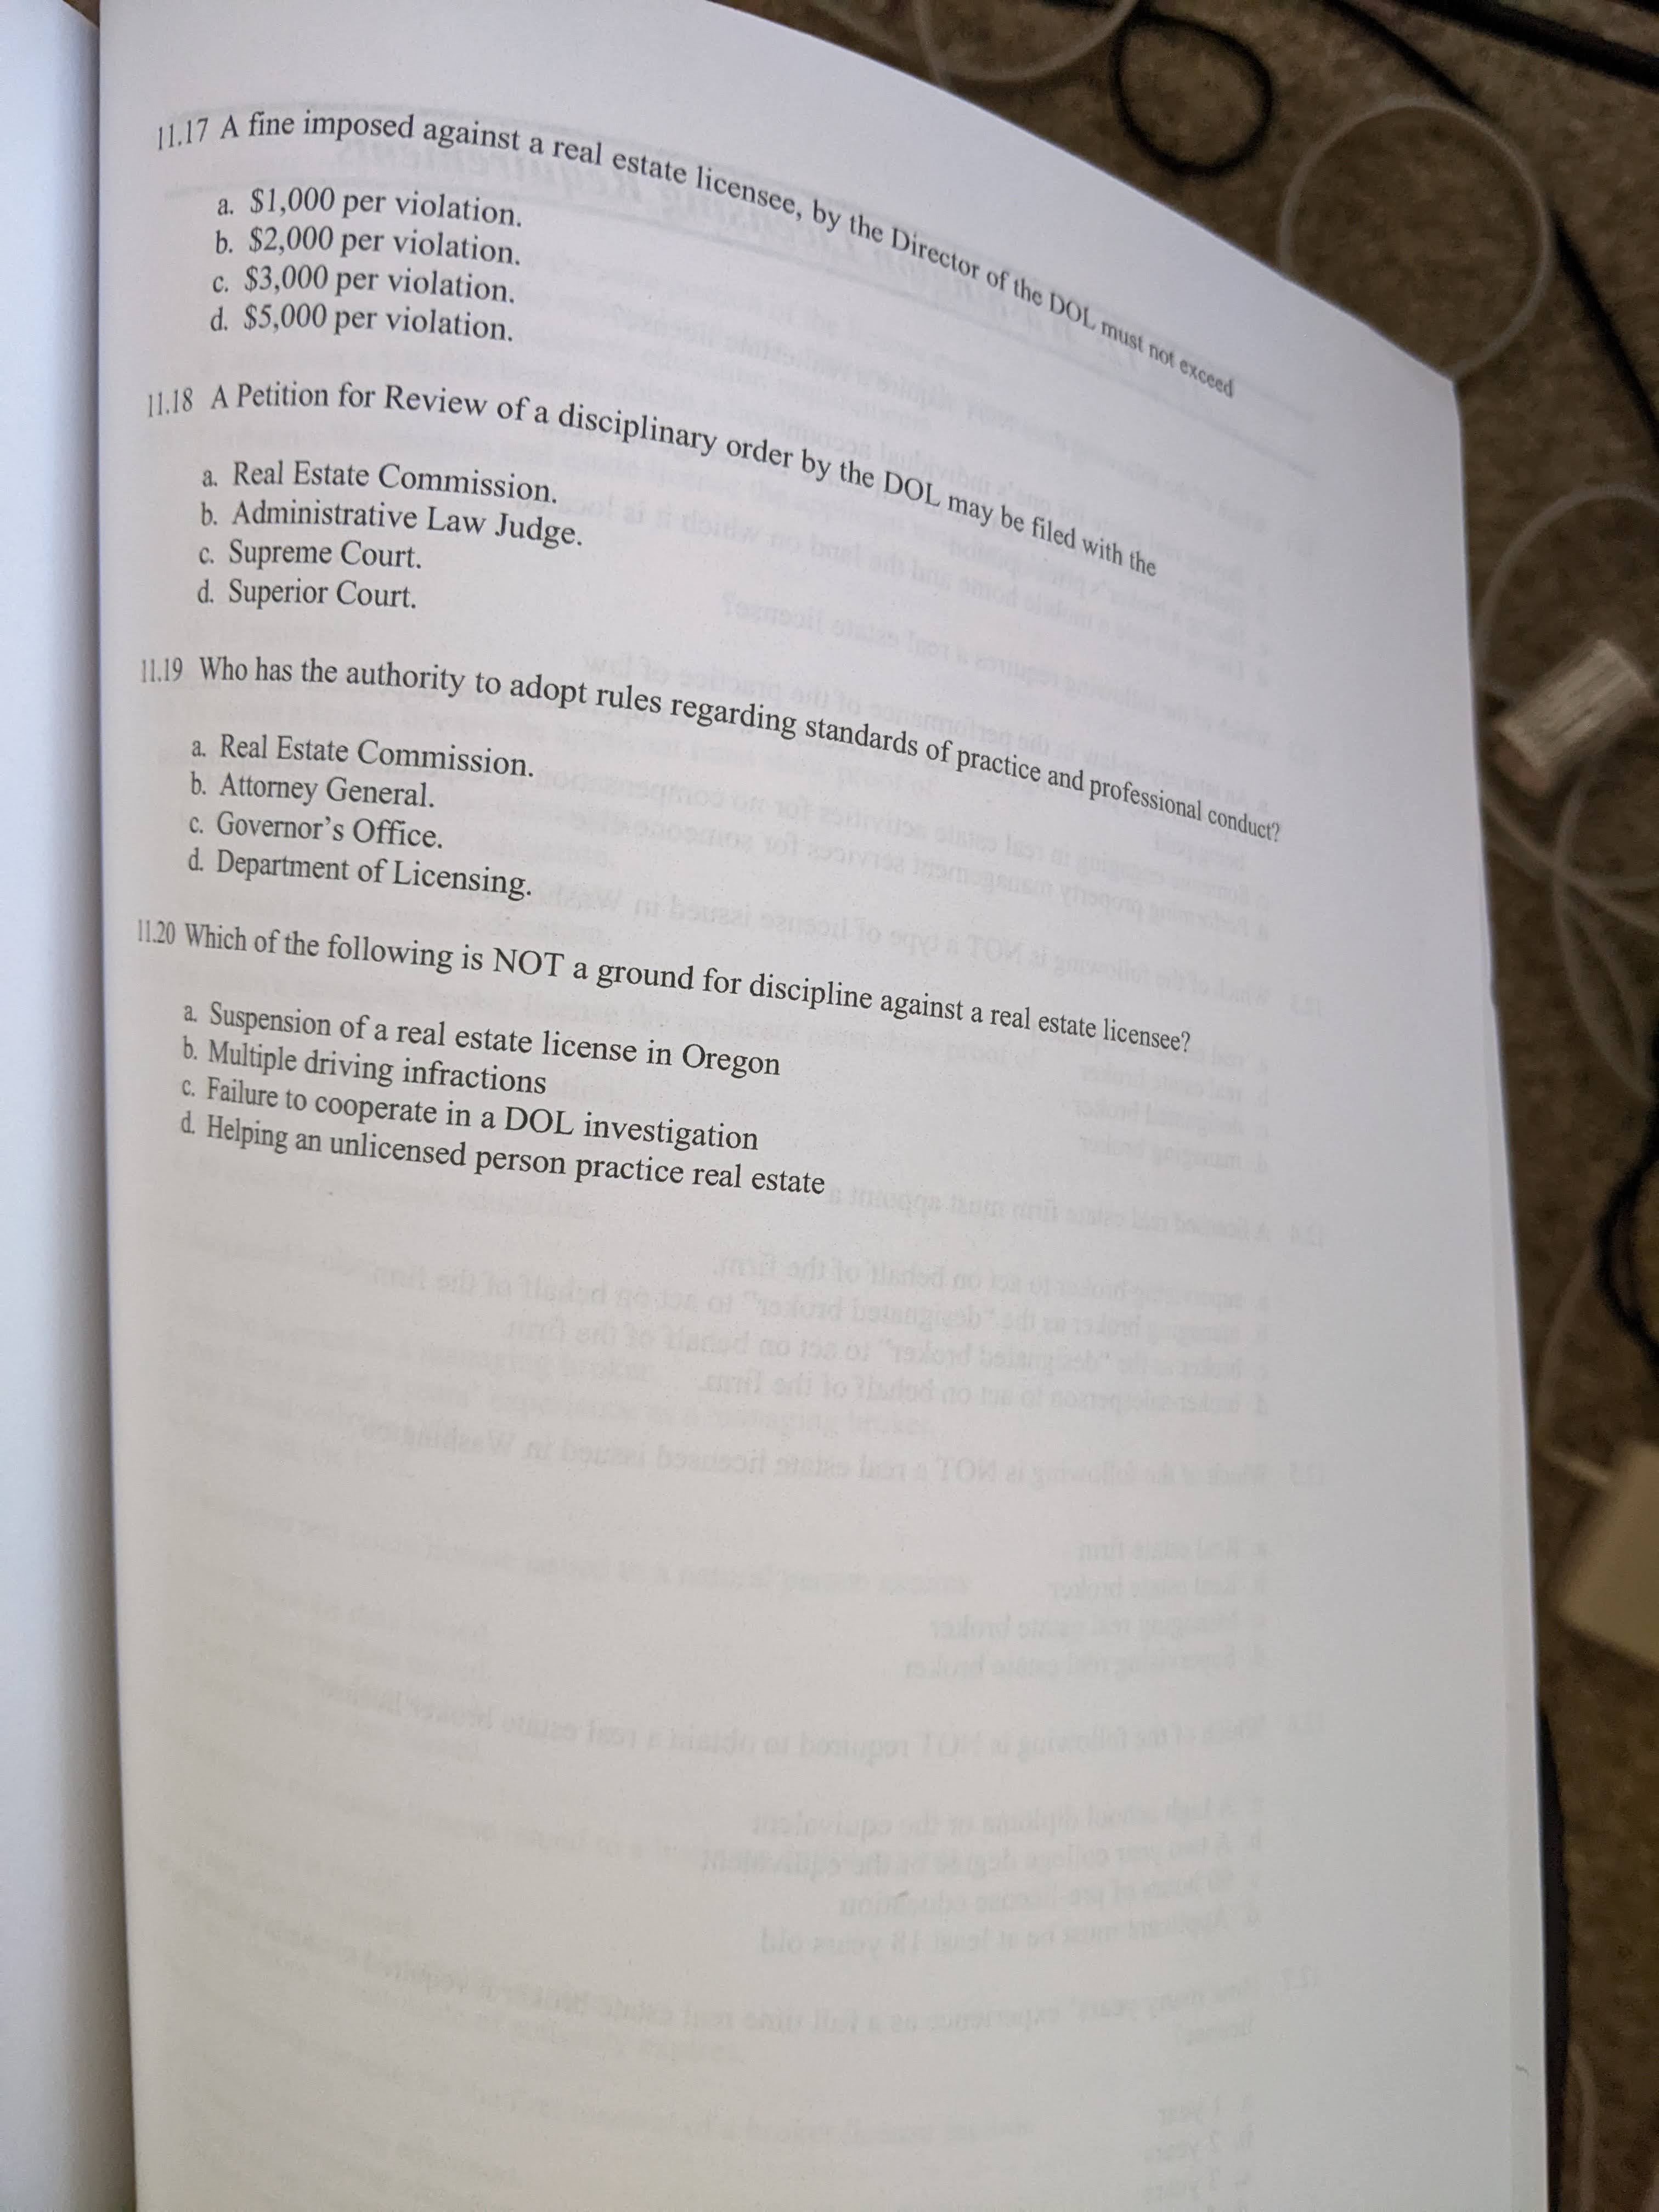 11.17 A fine imposed against a real estate licensee, by the Director of the DOL must not exceed
a. $1,000 per violation.
b. $2,000 per violation.
c. $3,000 per violation.
d. $5,000 per violation.
11.18 A Petition for Review of a disciplinary order by the DOL may be filed with the
a. Real Estate Commission.
b. Administrative Law Judge.
c. Supreme Court.
d. Superior Court.
11.19 Who has the authority to adopt rules regarding standards of practice and professional conduct?
a. Real Estate Commission.
b. Attorney General.
c. Governor's Office.
d. Department of Licensing.
11.20 Which of the following is NOT a ground for discipline against a real estate licensee?
a. Suspension of a real estate license in Oregon
b. Multiple driving infractions
c. Failure to cooperate in a DOL investigation
d. Helping an unlicensed person practice real estate